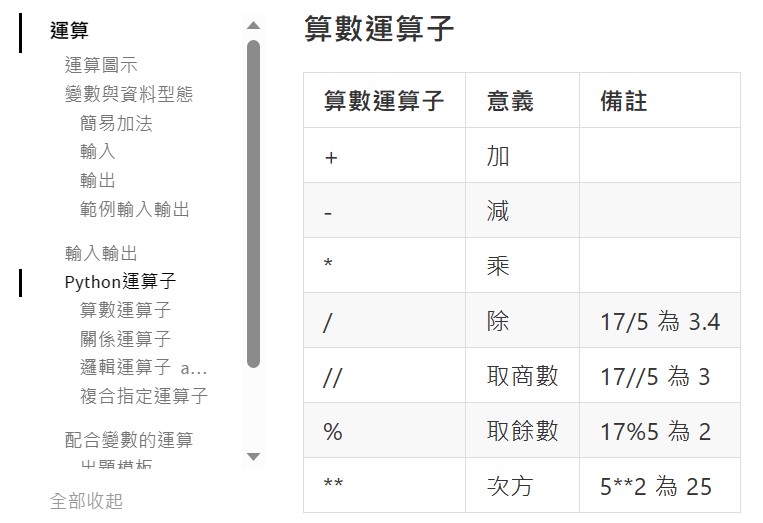 運算
運算圖示
變數與資料型態
簡易加法
輸入
輸出
範例輸入輸出
輸入輸出
Python運算子
算數運算子
關係運算子
邏輯運算子 a...
複合指定運算子
配合變數的運算
出題模板
全部收起
算數運算子
算數運算子 意義 備註
+ 加
- 減
* 乘
/ 除 17/5 為 3.4
// 取商數 17//5 為 3
% 取餘數 17%5 為 2
** 次方 5**2 為 25